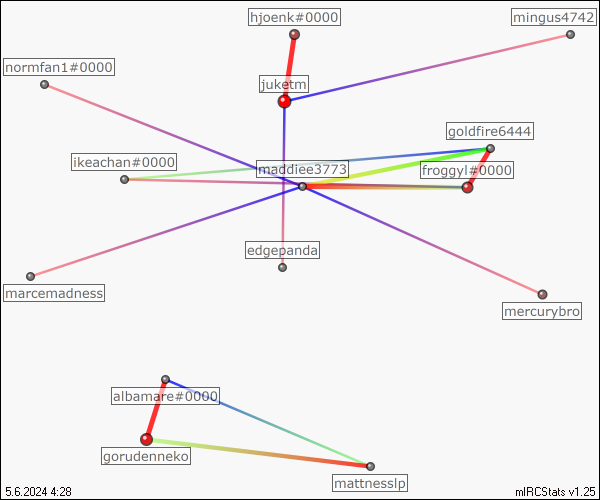 hjoenk#0000
mingus4742
normfan1#0000
juketm
goldfire6444
ikeachan#0000
maddiee3773
froggyl#0000
edgepanda
marcemadness
mercurybro
albamare#0000
gorudenneko
mattnesslp
5.6.2024 4:28
mIRCStats v1.25